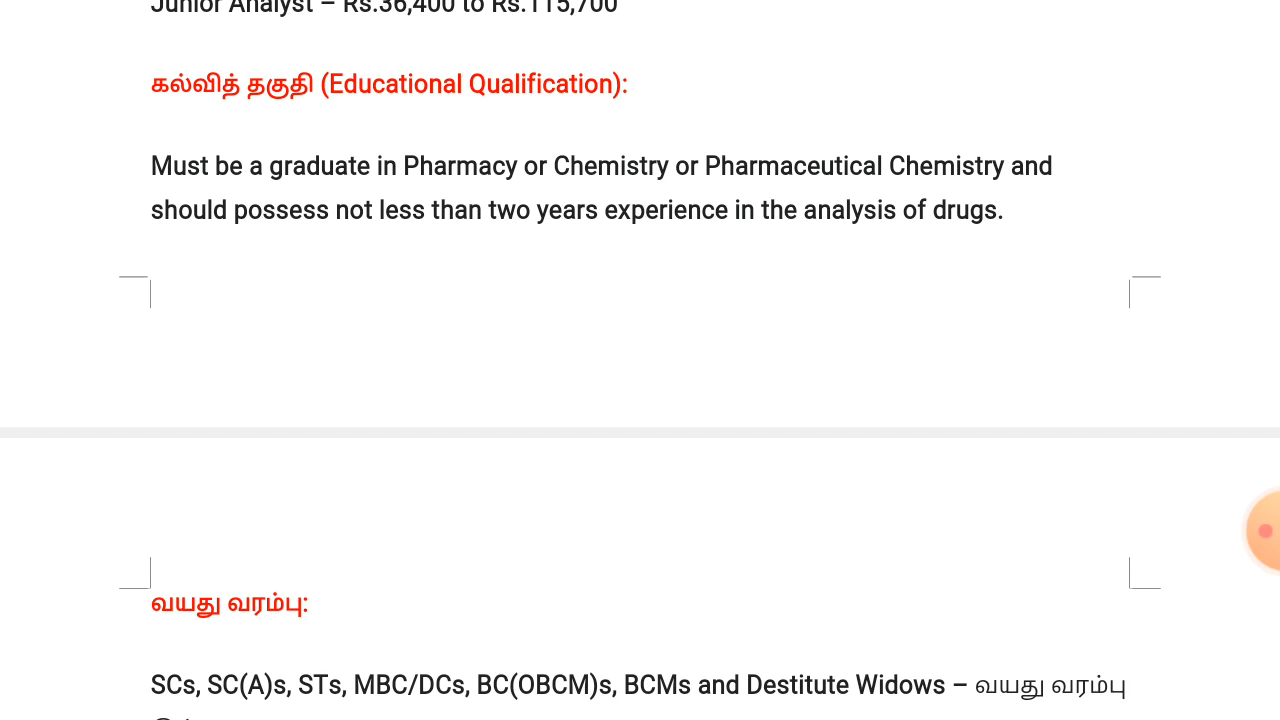 Junior Analyst – Rs.36,400 to Rs.115,700
கல்வித் தகுதி (Educational Qualification):
Must be a graduate in Pharmacy or Chemistry or Pharmaceutical Chemistry and
should possess not less than two years experience in the analysis of drugs.
வயது வரம்பு:
SCs, SC(A)s, STs, MBC/DCs, BC(OBCM)s, BCMs and Destitute Widows – வயது வரம்பு